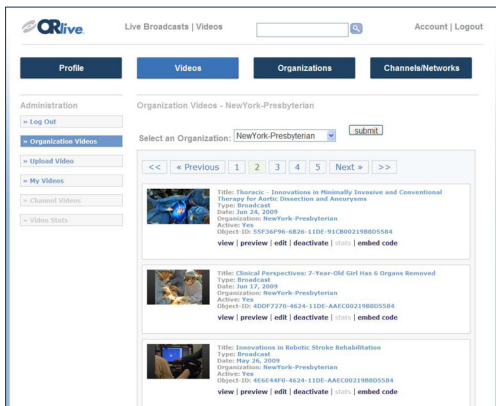 ORlive.
Live Broadcasts | Videos
Account | Logout
Profile
Videos
Organizations
Channels/Networks
Administration
» Log Out
» Organization Videos
» Upload Video
» My Videos
» Channel Videos
» Video Stats
Organization Videos - NewYork-Presbyterian
Select an Organization: NewYork-Presbyterian submit
<< « Previous 1 2 3 4 5 Next » >>
Title: Thoracic - Innovations in Minimally Invasive and Conventional
Therapy for Aortic Dissection and Aneurysms
Type: Broadcast
Date: Jun 24, 2009
Organization: NewYork-Presbyterian
Active: Yes
Object-ID: 55F36F96-6B26-11DE-91CB0021988D5584
view | preview | edit | deactivate | stats | embed code
Title: Clinical Perspectives: 7-Year-Old Girl Has 6 Organs Removed
Type: Broadcast
Date: Jun 17, 2009
Organization: NewYork-Presbyterian
Active: Yes
Object-ID: 4DDF7270-4624-11DE-AAEC0021988D5584
view | preview | edit | deactivate | stats | embed code
Title: Innovations in Robotic Stroke Rehabilitation
Type: Broadcast
Date: May 26, 2009
Organization: NewYork-Presbyterian
Active: Yes
Object-ID: 4E6E44F0-4624-11DE-AAEC0021988D5584
view | preview | edit | deactivate | stats | embed code